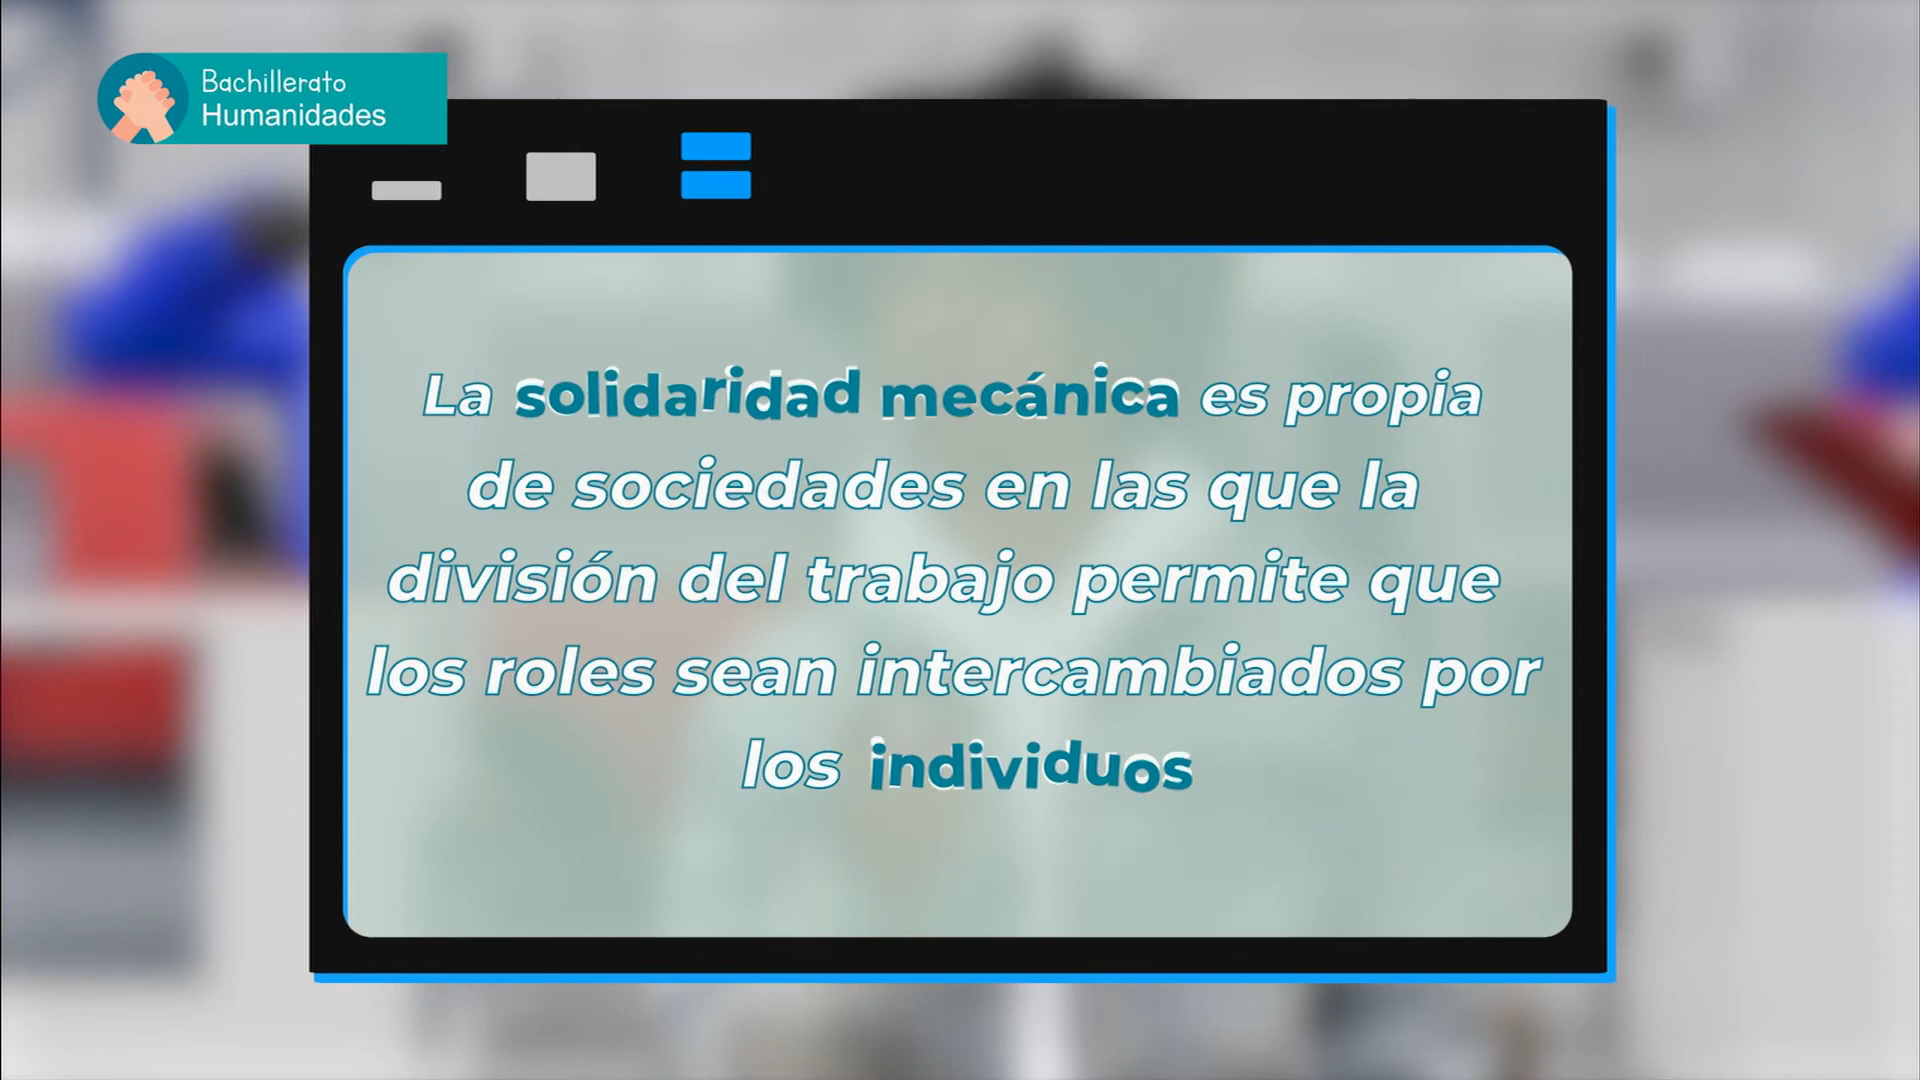 Bachillerato
Humanidades
La solidaridad mecánica es propia
de sociedades en las que la
división del trabajo permite que
los roles sean intercambiados por
los individuos